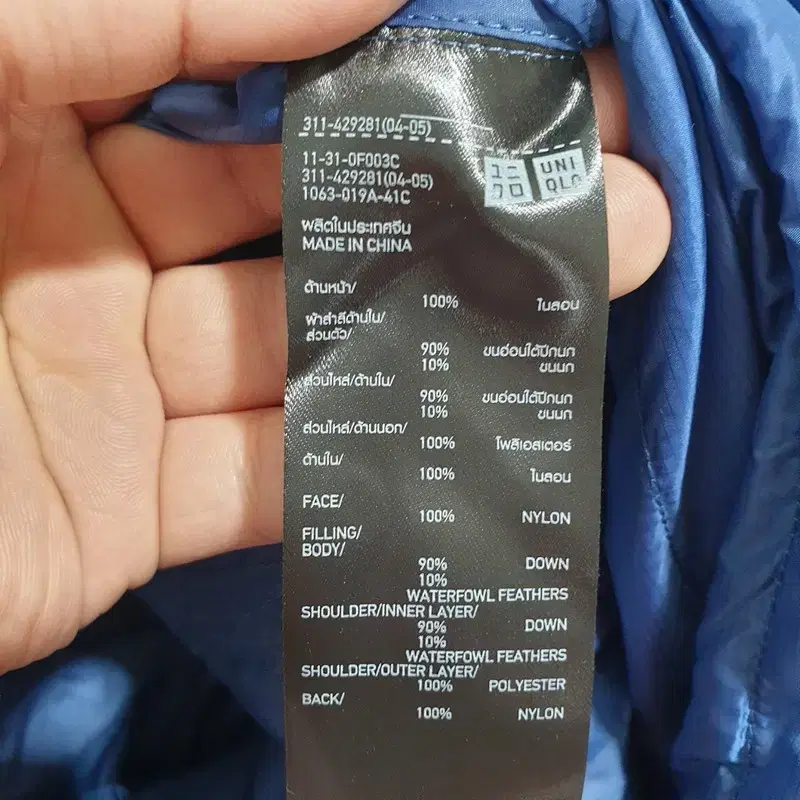 311-429281(04-05)
11-31-0F003C
311-429281(04-05)
1063-019A-41C
UNI
QLO
ผลิตในประเทศจีน
MADE IN CHINA
ด้านหน้า/
100% ไนลอน
ผ้าสำลีด้านใน/
ส่วนตัว/
90% ขนอ่อนใต้ปีกนก
10% ขนนก
ส่วนไหล่/ด้านใน/
90% ขนอ่อนใต้ปีกนก
10% ขนนก
ส่วนไหล่/ด้านนอก/
100% โพลิเอสเตอร์
ด้านใน/
100% ไนลอน
FACE/
100% NYLON
FILLING/
BODY/
90% DOWN
10%
WATERFOWL FEATHERS
SHOULDER/INNER LAYER/
90% DOWN
10%
WATERFOWL FEATHERS
SHOULDER/OUTER LAYER/
100% POLYESTER
BACK/
100% NYLON